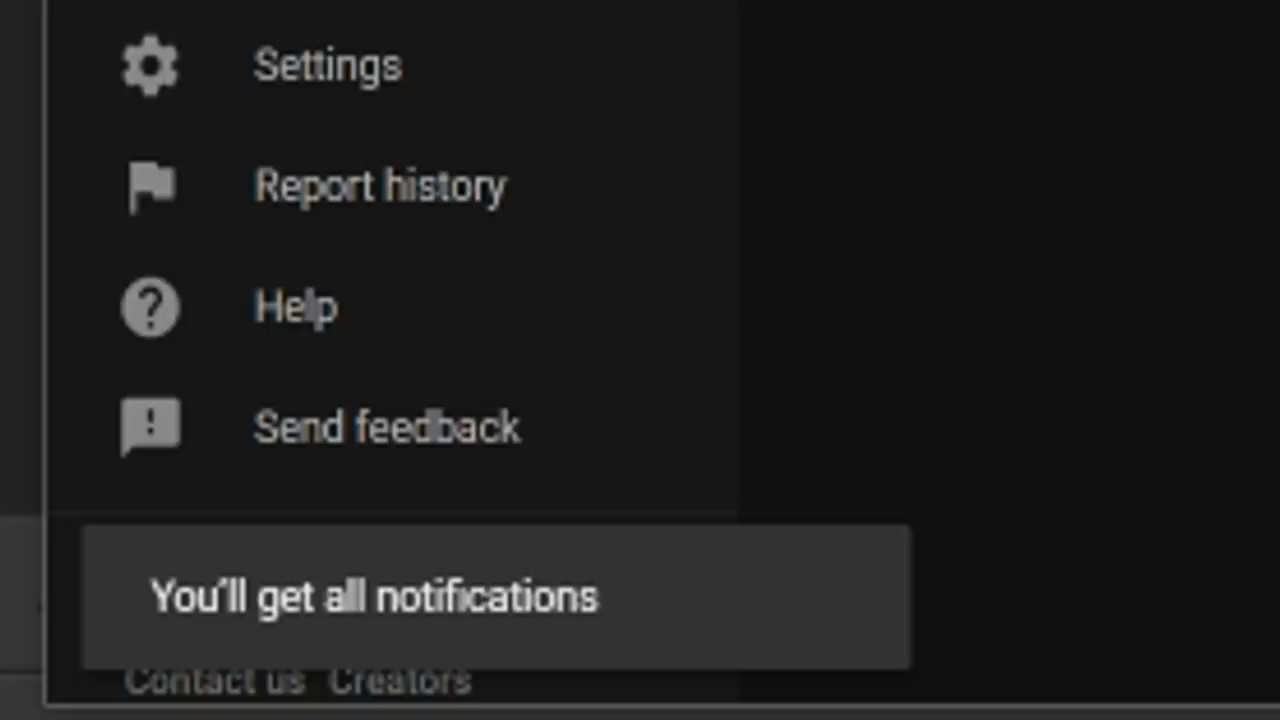 Settings
Report history
Help
Send feedback
You'll get all notifications
Contact us Creators